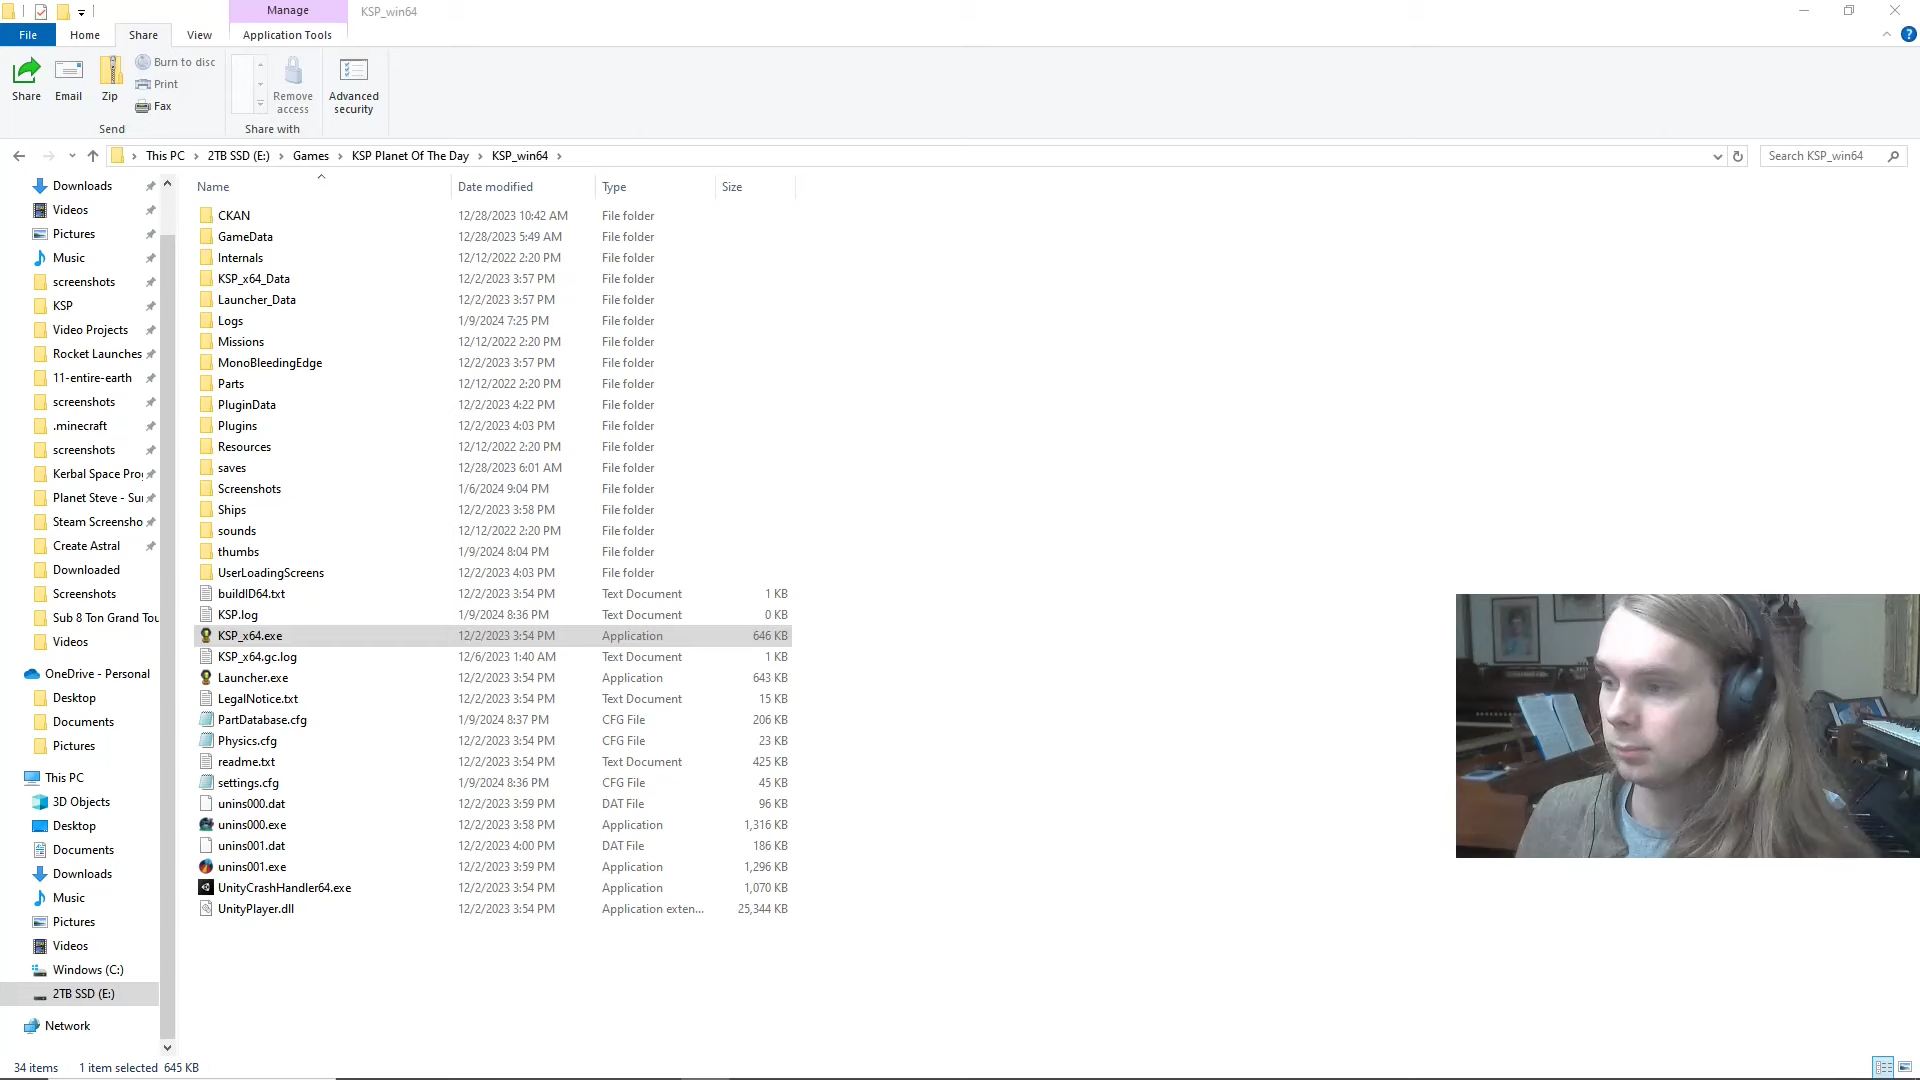 Manage
KSP_win64
File
Home
Share
View
Application Tools
Share
Email
Zip
Burn to disc
Print
Fax
Remove access
Advanced security
Send
Share with
This PC
2TB SSD (E:)
Games
KSP Planet Of The Day
KSP_win64
Search KSP_win64
Downloads
Videos
Pictures
Music
screenshots
KSP
Video Projects
Rocket Launches
11-entire-earth
screenshots
.minecraft
screenshots
Kerbal Space Pro
Planet Steve - Su
Steam Screensho
Create Astral
Downloaded
Screenshots
Sub 8 Ton Grand Tou
Videos
OneDrive - Personal
Desktop
Documents
Pictures
This PC
3D Objects
Desktop
Documents
Downloads
Music
Pictures
Videos
Windows (C:)
2TB SSD (E:)
Network
Name Date modified Type Size
CKAN 12/28/2023 10:42 AM File folder
GameData 12/28/2023 5:49 AM File folder
Internals 12/12/2022 2:20 PM File folder
KSP_x64_Data 12/2/2023 3:57 PM File folder
Launcher_Data 12/2/2023 3:57 PM File folder
Logs 1/9/2024 7:25 PM File folder
Missions 12/12/2022 2:20 PM File folder
MonoBleedingEdge 12/2/2023 3:57 PM File folder
Parts 12/12/2022 2:20 PM File folder
PluginData 12/2/2023 4:22 PM File folder
Plugins 12/2/2023 4:03 PM File folder
Resources 12/12/2022 2:20 PM File folder
saves 12/28/2023 6:01 AM File folder
Screenshots 1/6/2024 9:04 PM File folder
Ships 12/2/2023 3:58 PM File folder
sounds 12/12/2022 2:20 PM File folder
thumbs 1/9/2024 8:04 PM File folder
UserLoadingScreens 12/2/2023 4:03 PM File folder
buildID64.txt 12/2/2023 3:54 PM Text Document 1 KB
KSP.log 1/9/2024 8:36 PM Text Document 0 KB
KSP_x64.exe 12/2/2023 3:54 PM Application 646 KB
KSP_x64.gc.log 12/6/2023 1:40 AM Text Document 1 KB
Launcher.exe 12/2/2023 3:54 PM Application 643 KB
LegalNotice.txt 12/2/2023 3:54 PM Text Document 15 KB
PartDatabase.cfg 1/9/2024 8:37 PM CFG File 206 KB
Physics.cfg 12/2/2023 3:54 PM CFG File 23 KB
readme.txt 12/2/2023 3:54 PM Text Document 425 KB
settings.cfg 1/9/2024 8:36 PM CFG File 45 KB
unins000.dat 12/2/2023 3:59 PM DAT File 96 KB
unins000.exe 12/2/2023 3:58 PM Application 1,316 KB
unins001.dat 12/2/2023 4:00 PM DAT File 186 KB
unins001.exe 12/2/2023 3:59 PM Application 1,296 KB
UnityCrashHandler64.exe 12/2/2023 3:54 PM Application 1,070 KB
UnityPlayer.dll 12/2/2023 3:54 PM Application exten... 25,344 KB
34 items 1 item selected 645 KB